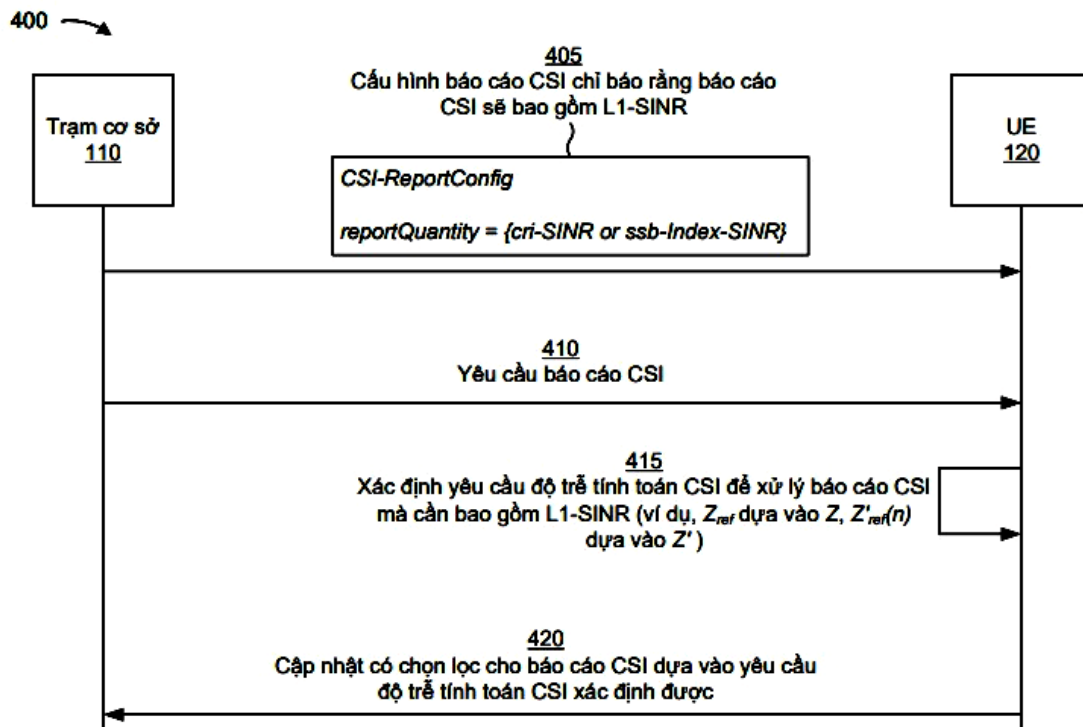 400
405
Cấu hình báo cáo CSI chỉ báo rằng báo cáo
CSI sẽ bao gồm L1-SINR
Trạm cơ sở
110
UE
120
CSI-ReportConfig
reportQuantity = {cri-SINR or ssb-Index-SINR}
410
Yêu cầu báo cáo CSI
415
Xác định yêu cầu độ trễ tính toán CSI để xử lý báo cáo CSI
mà cần bao gồm L1-SINR (ví dụ, Zref dựa vào Z, Z'ref(n)
dựa vào Z' )
420
Cập nhật có chọn lọc cho báo cáo CSI dựa vào yêu cầu
độ trễ tính toán CSI xác định được